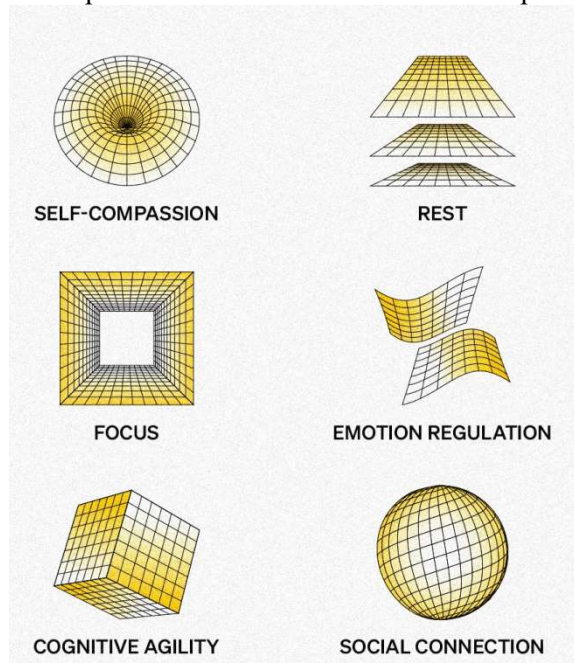 SELF-COMPASSION
REST
FOCUS
EMOTION REGULATION
COGNITIVE AGILITY
SOCIAL CONNECTION